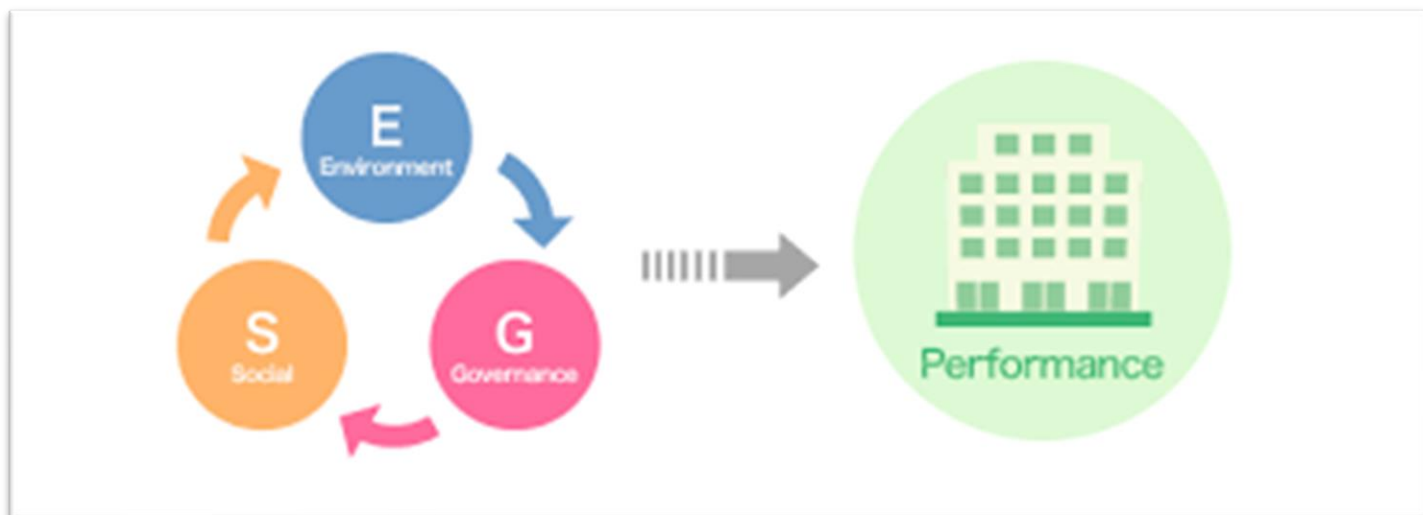 E
Environment
S
Social
G
Governance
Performance